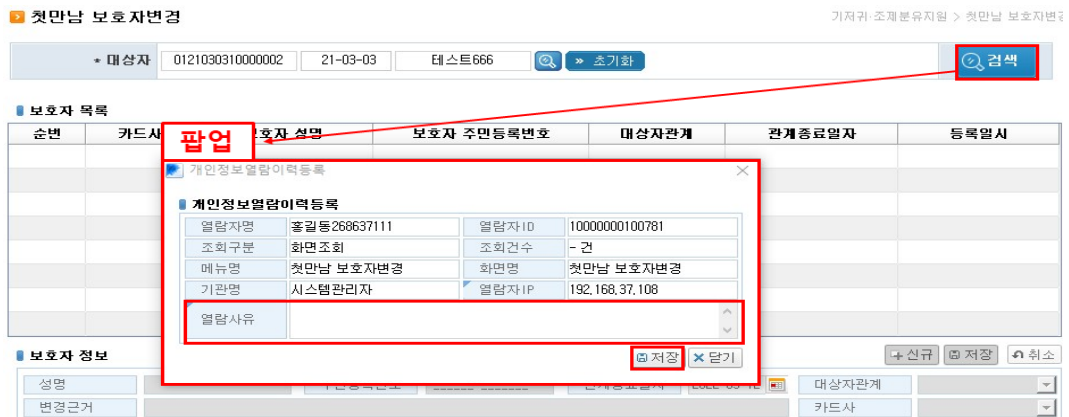 첫만남 보호자변경
기저귀·조제분유지원 > 첫만남 보호자변경
* 대상자 0121030310000002 21-03-03 테스트666 » 초기화 검색
보호자 목록
순번 카드사 보호자 성명 보호자 주민등록번호 대상자관계 관계종료일자 등록일시
팝업
개인정보열람이력등록
개인정보열람이력등록
열람자명 홍길동268637111 열람자ID 10000000100781
조회구분 화면조회 조회건수 - 건
메뉴명 첫만남 보호자변경 화면명 첫만남 보호자변경
기관명 시스템관리자 열람자IP 192,168,37,108
열람사유
저장 닫기
보호자 정보 신규 저장 취소
성명 대상자관계
변경근거 카드사